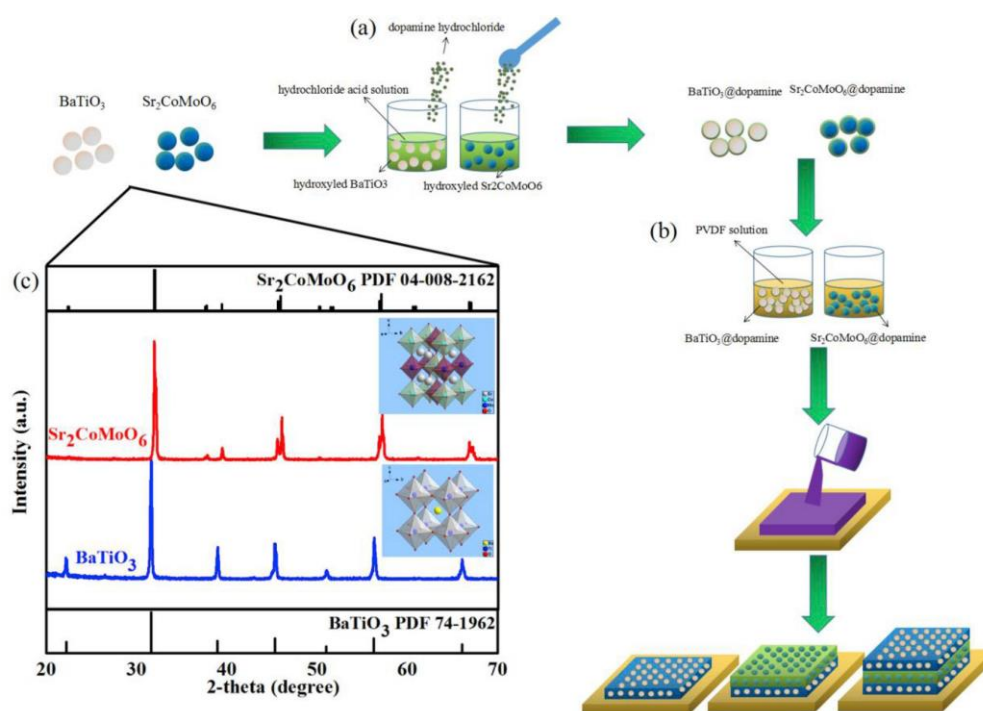 (a)
dopamine hydrochloride
BaTiO3
Sr2CoMoO6
hydrochloride acid solution
hydroxyled BaTiO3
hydroxyled Sr2CoMoO6
BaTiO3@dopamine
Sr2CoMoO6@dopamine
(b)
PVDF solution
BaTiO3@dopamine
Sr2CoMoO6@dopamine
(c)
Sr2CoMoO6 PDF 04-008-2162
Sr2CoMoO6
BaTiO3
BaTiO3 PDF 74-1962
Intensity (a.u.)
20 30 40 50 60 70
2-theta (degree)